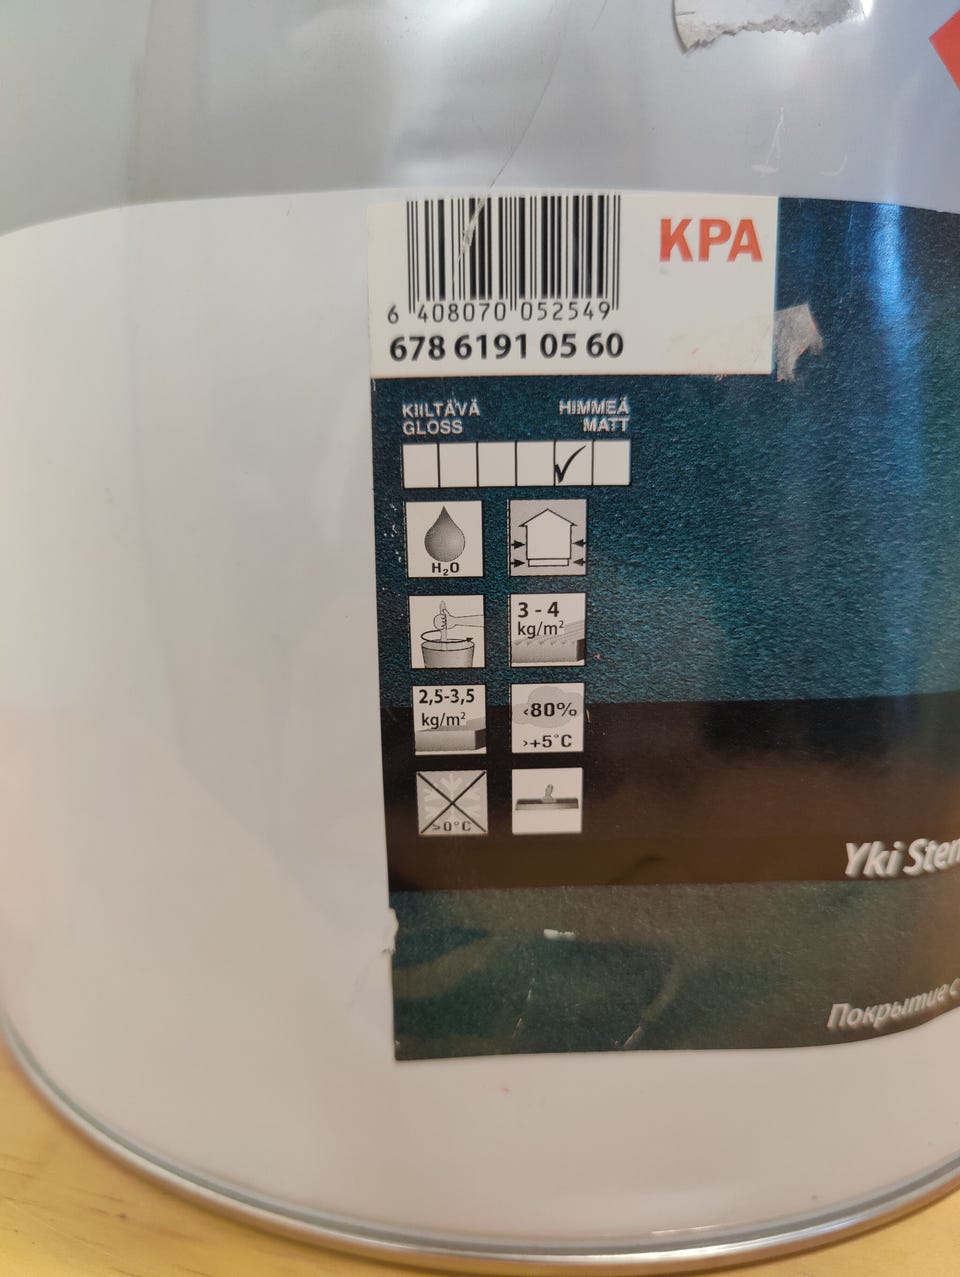 KPA
6 408070 052549
678 6191 05 60
KIILTÄVÄ
GLOSS
HIMMEÄ
MATT
H₂O
3 - 4
kg/m²
2,5-3,5
kg/m²
<80%
>+5°C
>0°C
Yki
Покрытие с